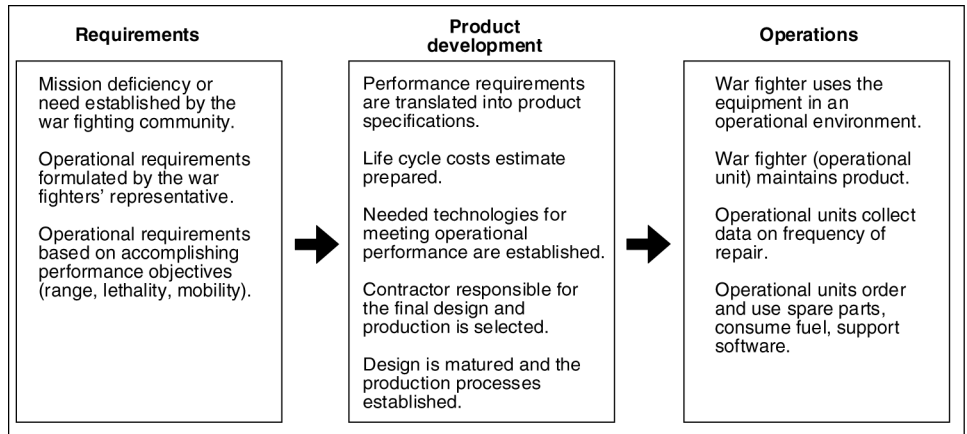 Requirements
Mission deficiency or
need established by the
war fighting community.
Operational requirements
formulated by the war
fighters' representative.
Operational requirements
based on accomplishing
performance objectives
(range, lethality, mobility).
Product
development
Performance requirements
are translated into product
specifications.
Life cycle costs estimate
prepared.
Needed technologies for
meeting operational
performance are established.
Contractor responsible for
the final design and
production is selected.
Design is matured and the
production processes
established.
Operations
War fighter uses the
equipment in an
operational environment.
War fighter (operational
unit) maintains product.
Operational units collect
data on frequency of
repair.
Operational units order
and use spare parts,
consume fuel, support
software.